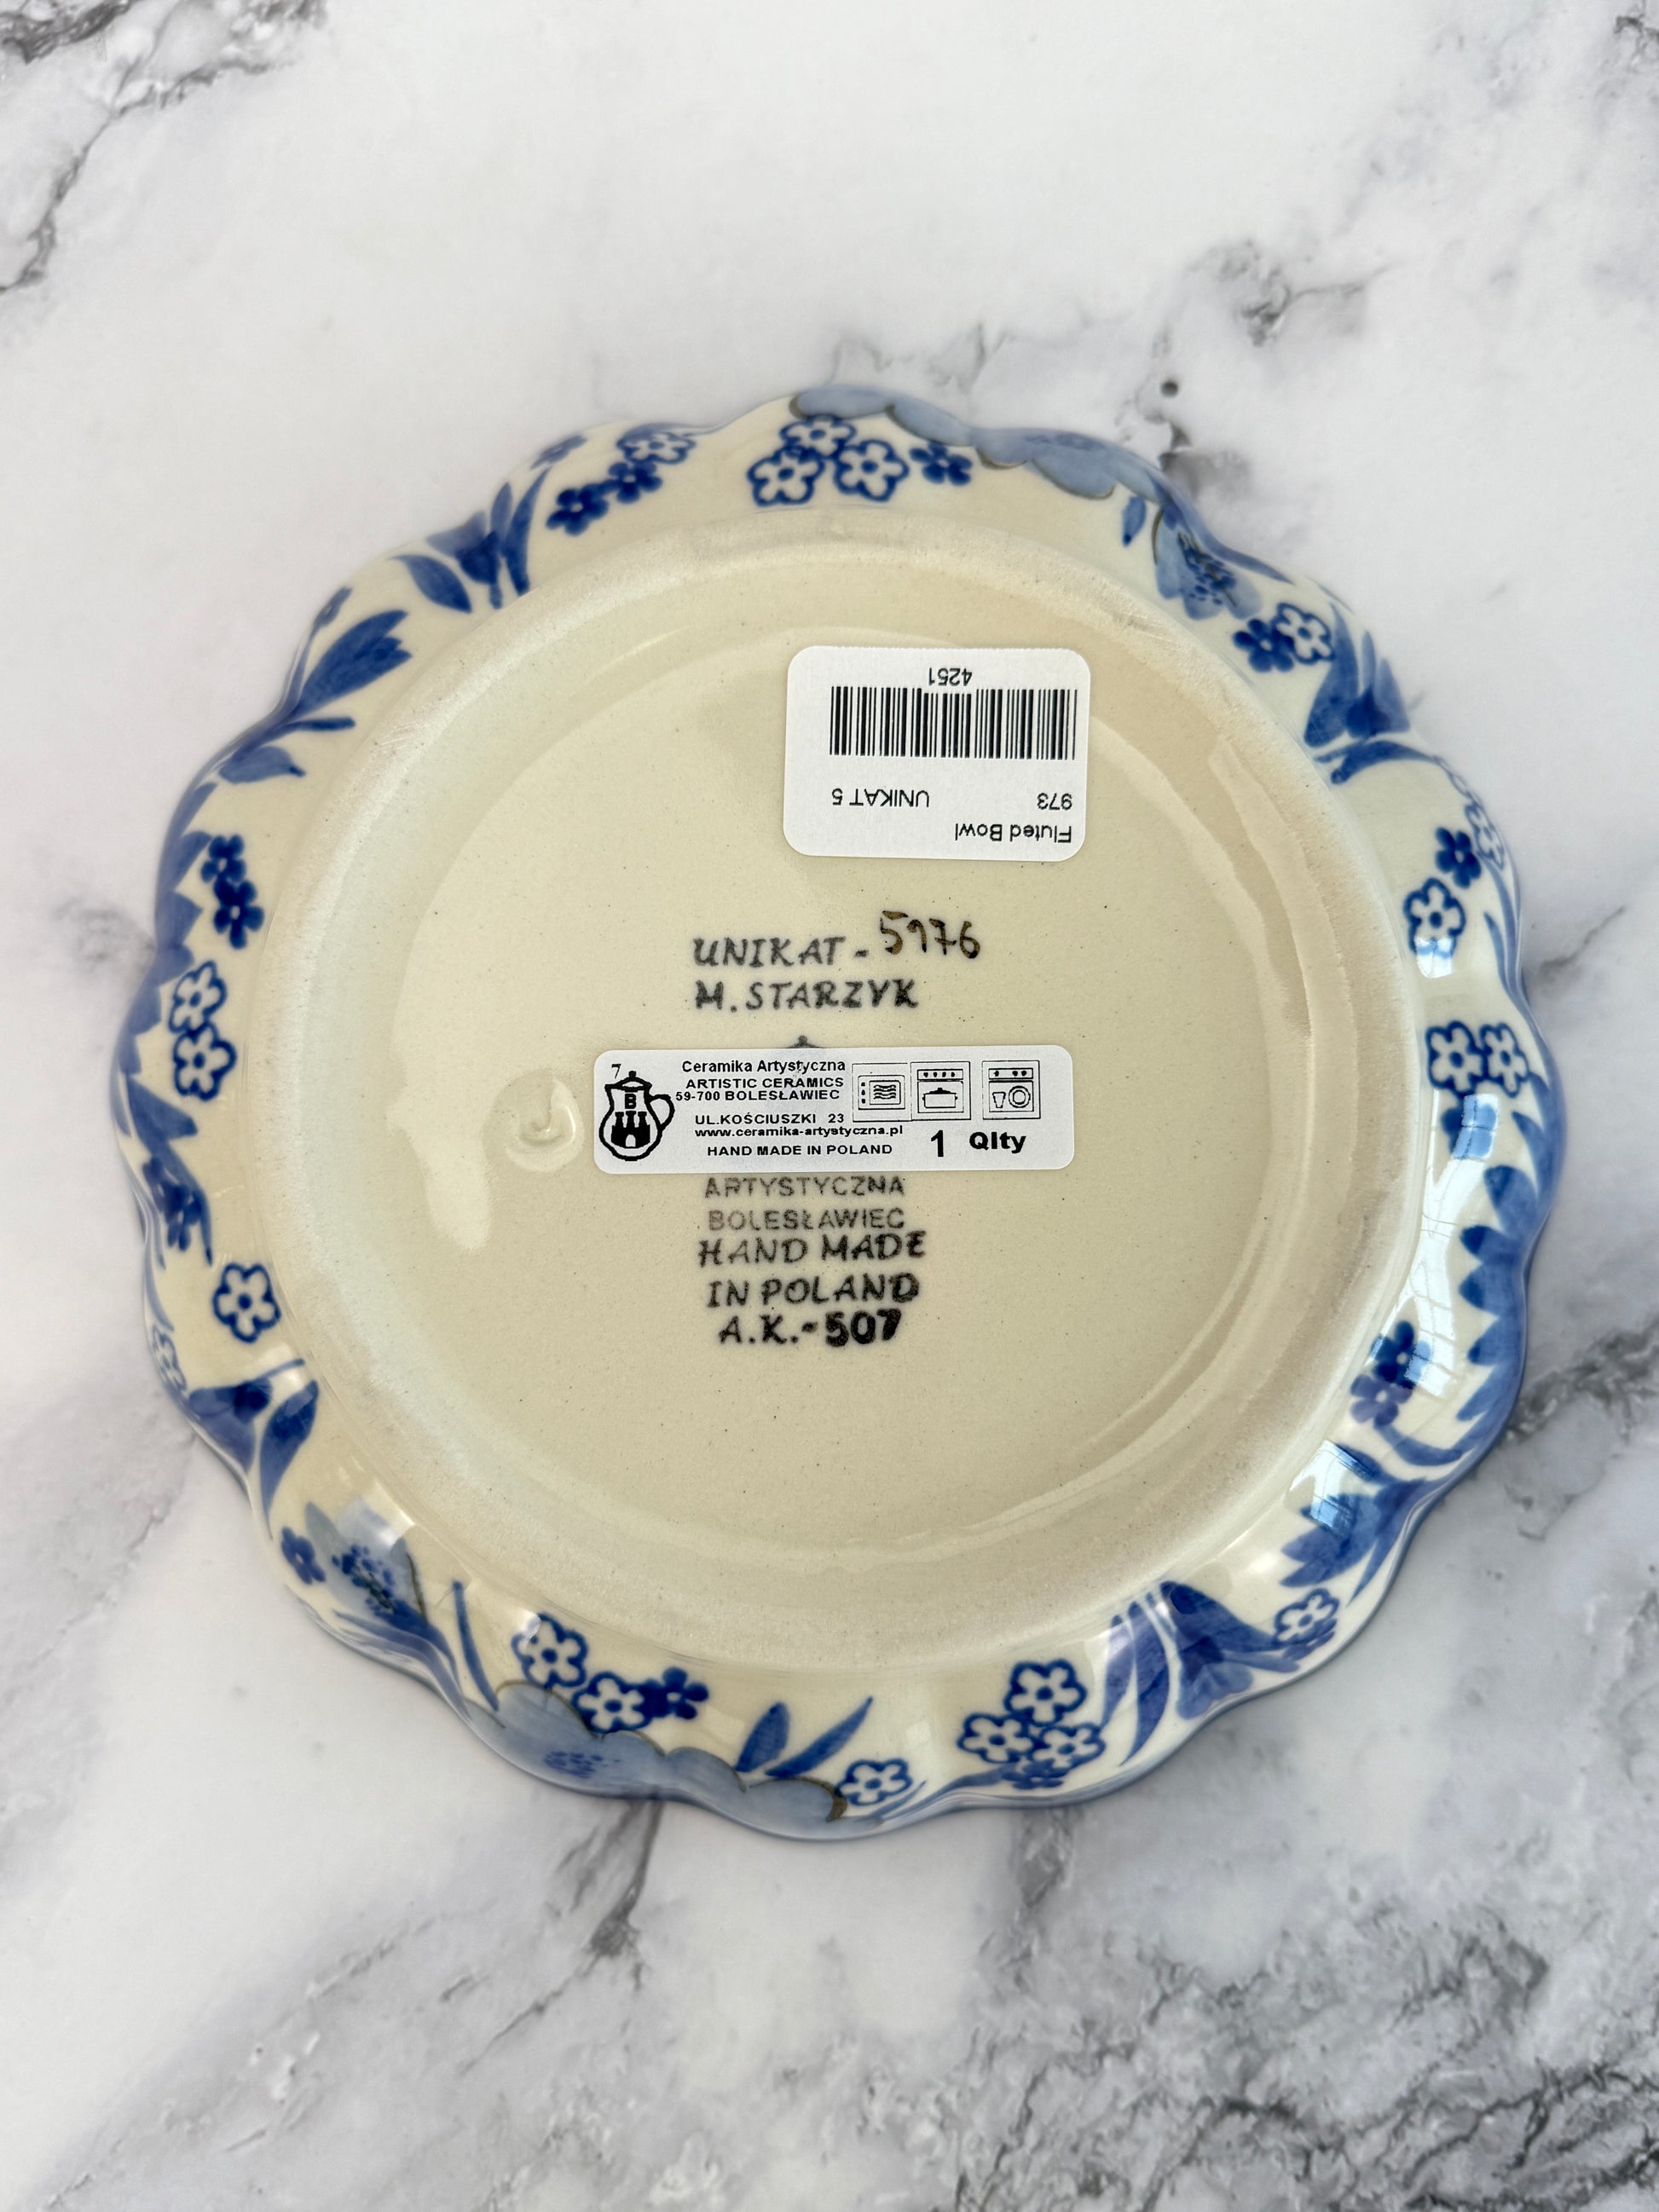 Fluted Bowl
973 UNIKAT 5
4251
UNIKAT - 5976
M. STARZYK
7
B
Ceramika Artystyczna
ARTISTIC CERAMICS
59-700 BOLESŁAWIEC
UL.KOŚCIUSZKI 23
www.ceramika-artystyczna.pl
HAND MADE IN POLAND
1 Qlty
ARTYSTYCZNA
BOLESŁAWIEC
HAND MADE
IN POLAND
A.K.-507